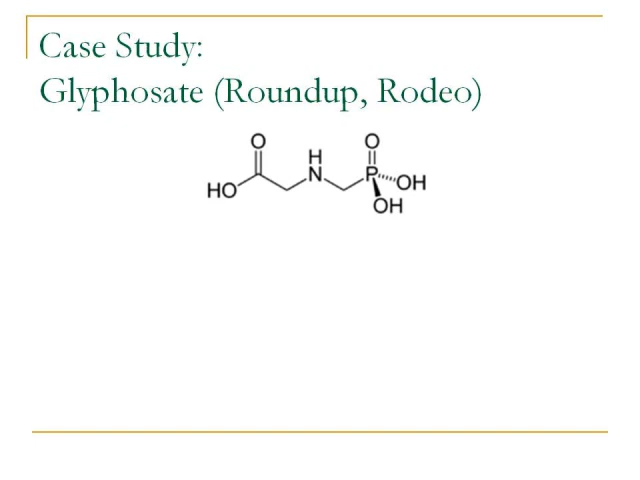 Case Study:
Glyphosate (Roundup, Rodeo)
O
O
H
N
P
OH
HO
OH